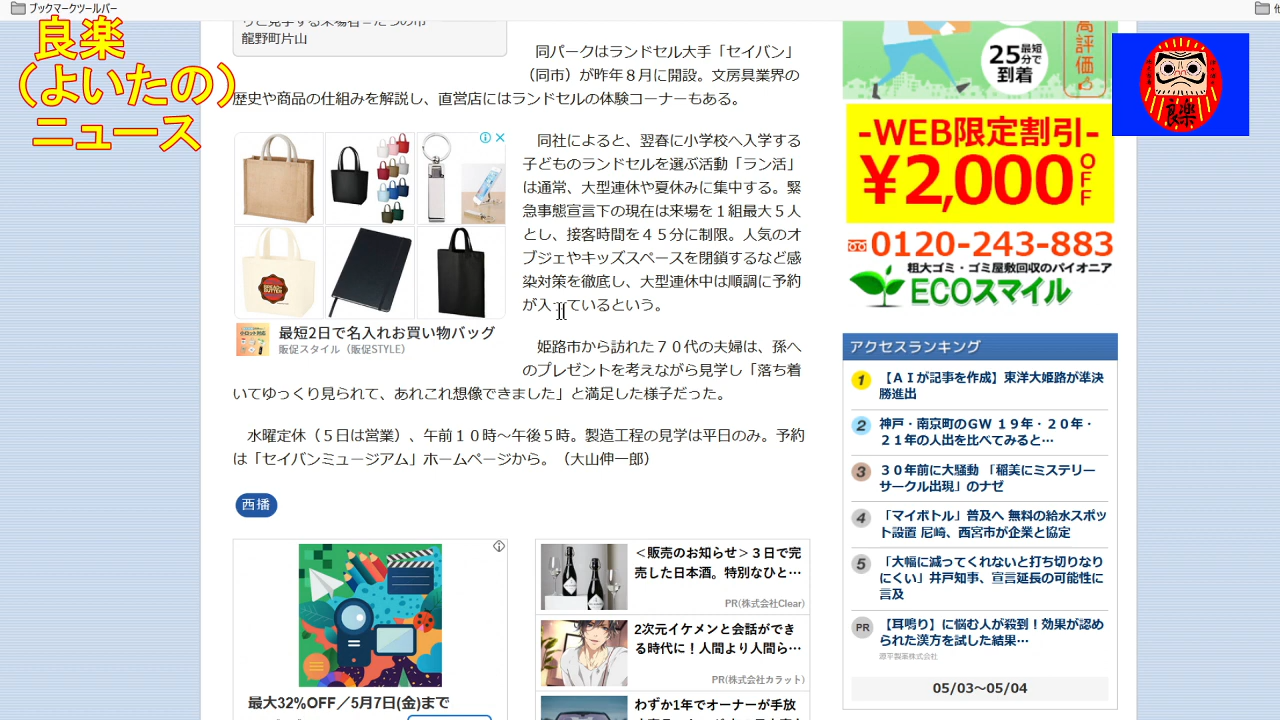 ブックマークツールバー
他
良楽
（よいたの）
ニュース
龍野町片山
同パークはランドセル大手「セイバン」
（同市）が昨年８月に開設。文房具業界の
歴史や商品の仕組みを解説し、直営店にはランドセルの体験コーナーもある。
同社によると、翌春に小学校へ入学する
子どものランドセルを選ぶ活動「ラン活」
は通常、大型連休や夏休みに集中する。緊
急事態宣言下の現在は来場を１組最大５人
とし、接客時間を４５分に制限。人気のオ
ブジェやキッズスペースを閉鎖するなど感
染対策を徹底し、大型連休中は順調に予約
が入っているという。
最短2日で名入れお買い物バッグ
販促スタイル（販促STYLE）
小ロット対応
姫路市から訪れた７０代の夫婦は、孫へ
のプレゼントを考えながら見学し「落ち着
いてゆっくり見られて、あれこれ想像できました」と満足した様子だった。
水曜定休（５日は営業）、午前１０時～午後５時。製造工程の見学は平日のみ。予約
は「セイバンミュージアム」ホームページから。（大山伸一郎）
西播
最大32%OFF／5月7日(金)まで
＜販売のお知らせ＞３日で完
売した日本酒。特別なひと…
PR(株式会社Clear)
2次元イケメンと会話ができ
る時代に！人間より人間ら…
PR(株式会社カラット)
わずか1年でオーナーが手放
高評価
25分で
最短
到着
良楽
-WEB限定割引-
¥2,000OFF
0120-243-883
粗大ゴミ・ゴミ屋敷回収のパイオニア
ECOスマイル
アクセスランキング
1
【ＡＩが記事を作成】東洋大姫路が準決
勝進出
2
神戸・南京町のGW １９年・２０年・
２１年の人出を比べてみると…
3
３０年前に大騒動 「稲美にミステリー
サークル出現」のナゼ
4
「マイボトル」普及へ 無料の給水スポッ
ト設置 尼崎、西宮市が企業と協定
5
「大幅に減ってくれないと打ち切りなり
にくい」井戸知事、宣言延長の可能性に
言及
PR
【耳鳴り】に悩む人が殺到！効果が認め
られた漢方を試した結果…
源平製薬株式会社
05/03～05/04